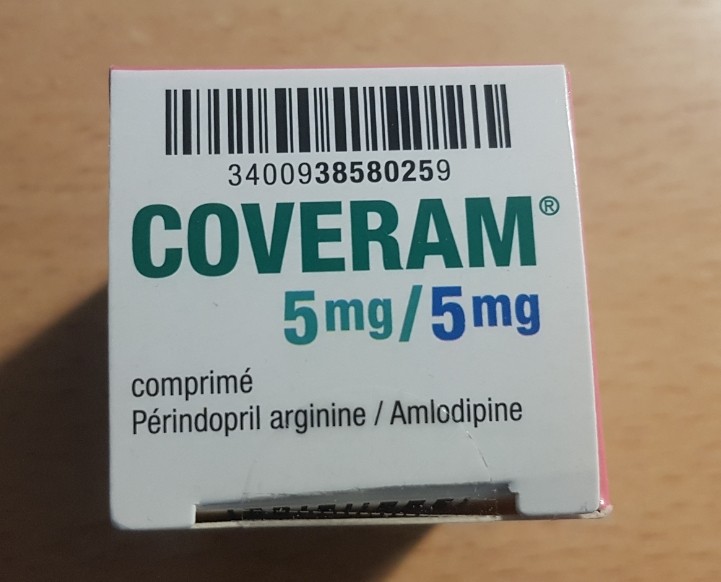 3400938580259
COVERAM®
5mg/5mg
comprimé
Périndopril arginine / Amlodipine